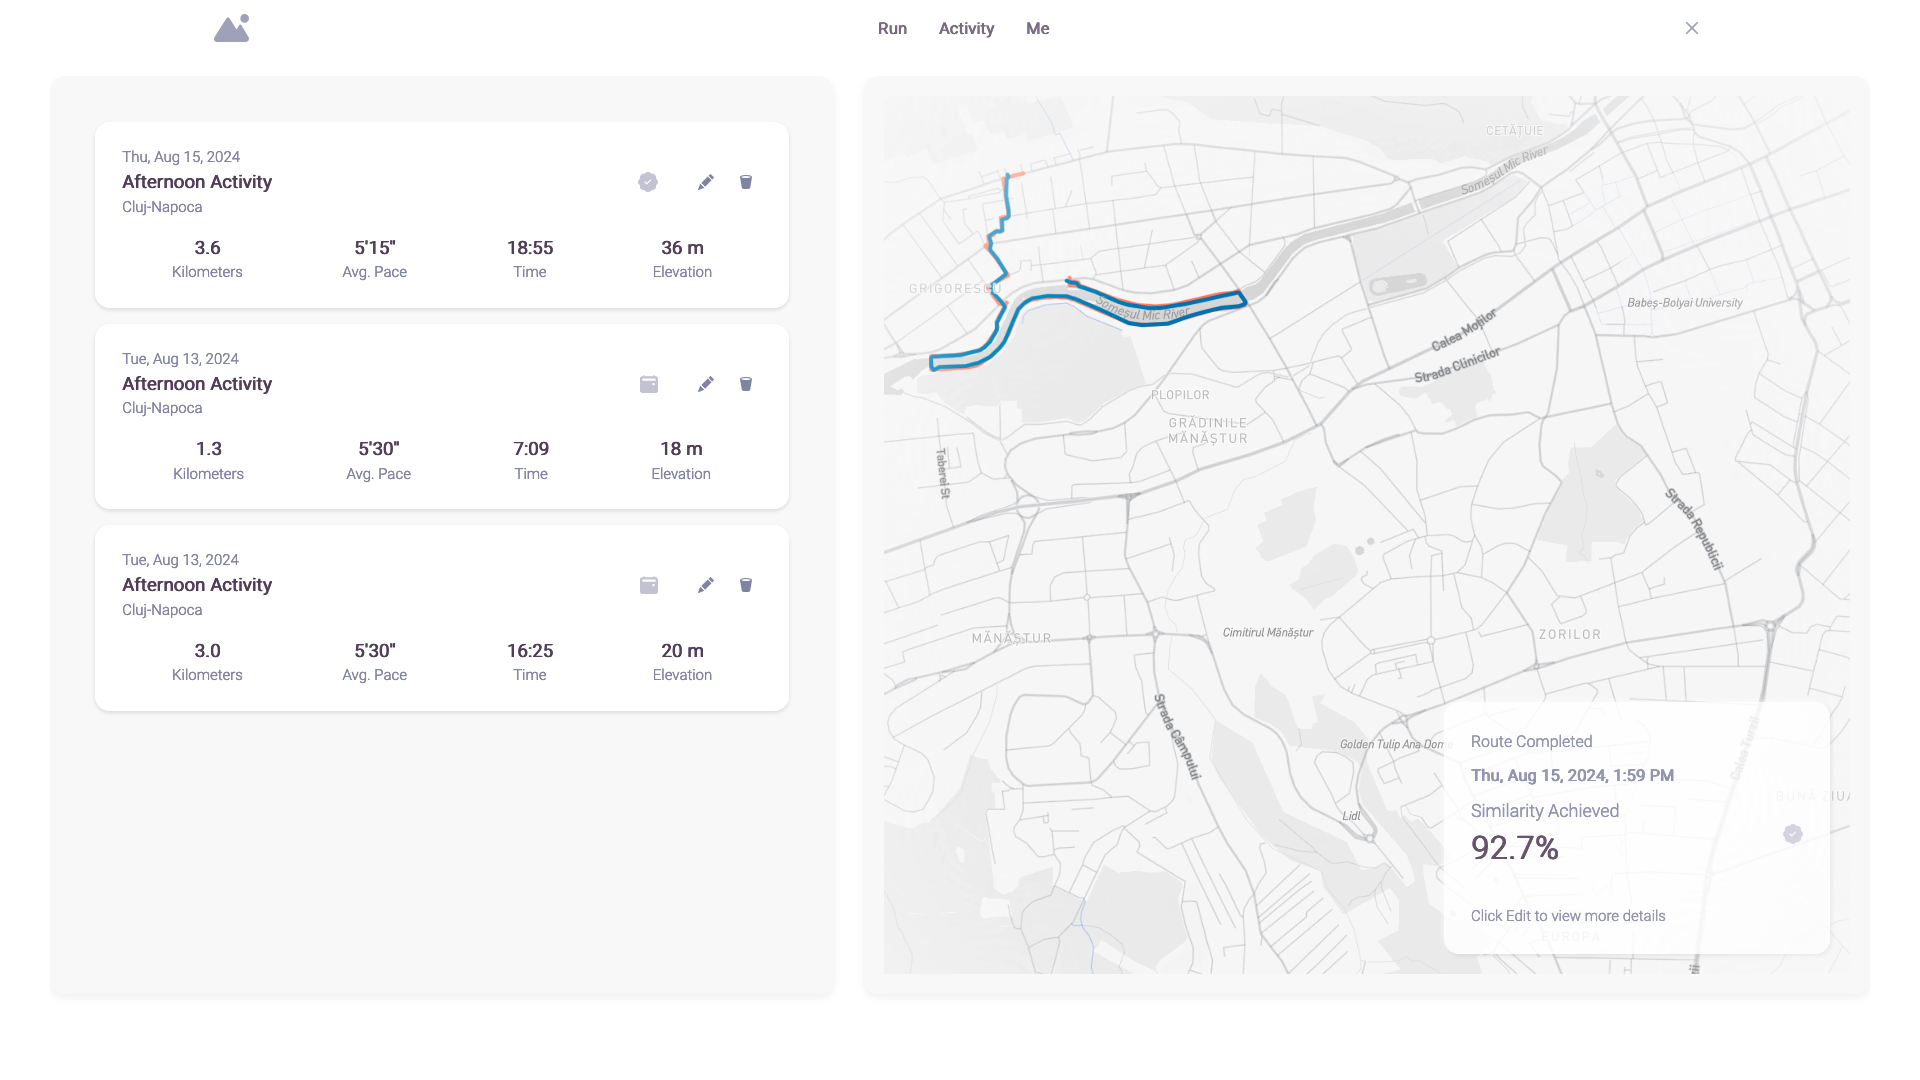 Run Activity Me
Thu, Aug 15, 2024
Afternoon Activity
Cluj-Napoca
3.6 5'15" 18:55 36 m
Kilometers Avg. Pace Time Elevation
Tue, Aug 13, 2024
Afternoon Activity
Cluj-Napoca
1.3 5'30" 7:09 18 m
Kilometers Avg. Pace Time Elevation
Tue, Aug 13, 2024
Afternoon Activity
Cluj-Napoca
3.0 5'30" 16:25 20 m
Kilometers Avg. Pace Time Elevation
CETĂȚUIE
Someșul Mic River
GRIGORESCU
Someșul Mic River
Babeș-Bolyai University
Calea Moților
Strada Clinicilor
PLOPILOR
GRĂDINILE
MĂNĂȘTUR
Taberei St
Strada Republicii
Cimitirul Mănăștur
MĂNĂȘTUR
ZORILOR
Strada Câmpului
Golden Tulip Ana Dome
Calea Turzii
BUNĂ ZIUA
Lidl
Route Completed
Thu, Aug 15, 2024, 1:59 PM
Similarity Achieved
92.7%
Click Edit to view more details
EUROPA